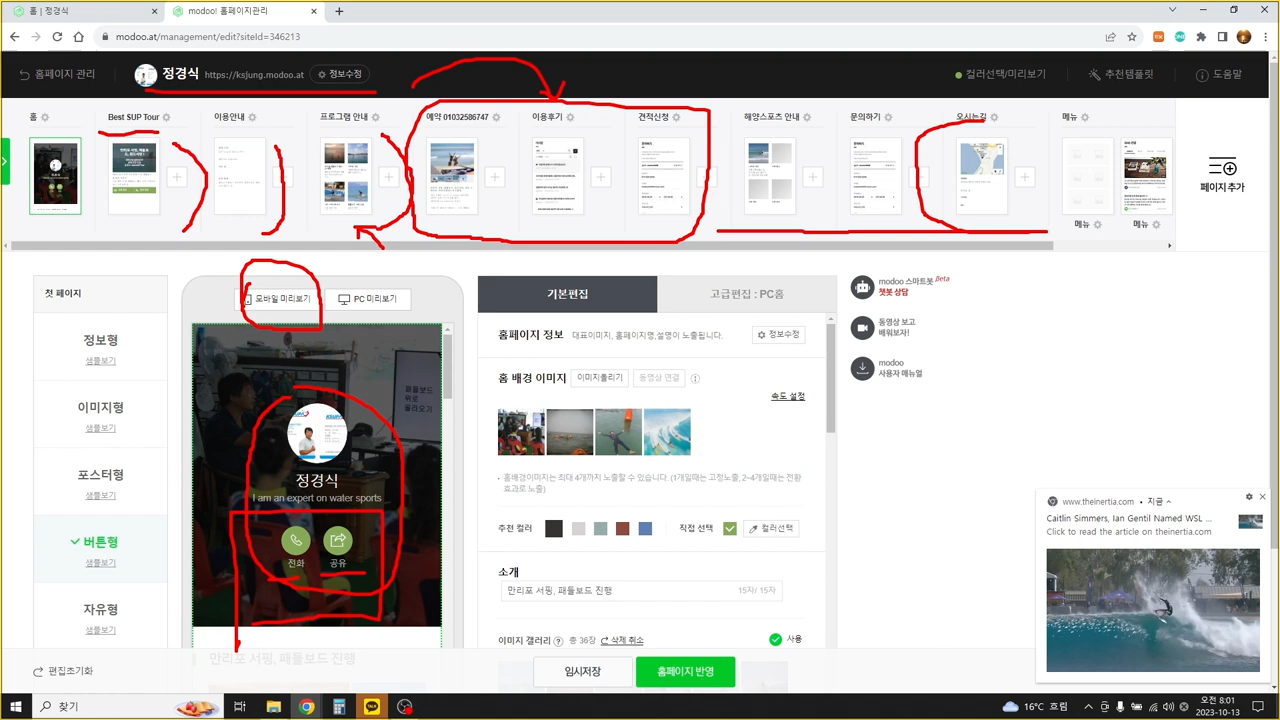 홈 | 정경식
modoo! 홈페이지관리
modoo.at/management/edit?siteId=346213
홈페이지 관리
정경식 https://ksjung.modoo.at 정보수정
컬러선택/미리보기 추천템플릿 도움말
홈 Best SUP Tour 이용안내 프로그램 안내 예약 01032586747 이용후기 견적신청 해양스포츠 안내 문의하기 오시는길 메뉴
페이지 추가
메뉴 메뉴
첫 페이지
정보형
샘플보기
이미지형
샘플보기
포스터형
샘플보기
버튼형
샘플보기
자유형
샘플보기
모바일 미리보기 PC 미리보기
패들보드
위로
올라오기
정경식
I am an expert on water sports
전화 공유
만리포 서핑, 패들보드 진행
기본편집 고급편집 : PC홈
홈페이지 정보 대표이미지, 홈페이지명,설명이 노출됩니다. 정보수정
홈 배경 이미지 이미지올리기 동영상 연결
속도 설정
홈배경이미지는 최대 4개까지 노출할 수 있습니다. (1개일때는 고정노출, 2~4개일때는 전환
효과로 노출)
추천 컬러 직접 선택 컬러선택
소개
만리포 서핑, 패들보드 진행 15자/ 15자
이미지 갤러리 총 36장 삭제 취소 사용
modoo 스마트봇 Beta
챗봇 상담
동영상 보고
배워보자!
modoo
사용자 매뉴얼
www.theinertia.com • 지금
Caitlin Simmers, Ian Gentil Named WSL ...
Click to read the article on theinertia.com
편집초기화
임시저장 홈페이지 반영
찾기
16°C 흐림
오전 8:01
2023-10-13